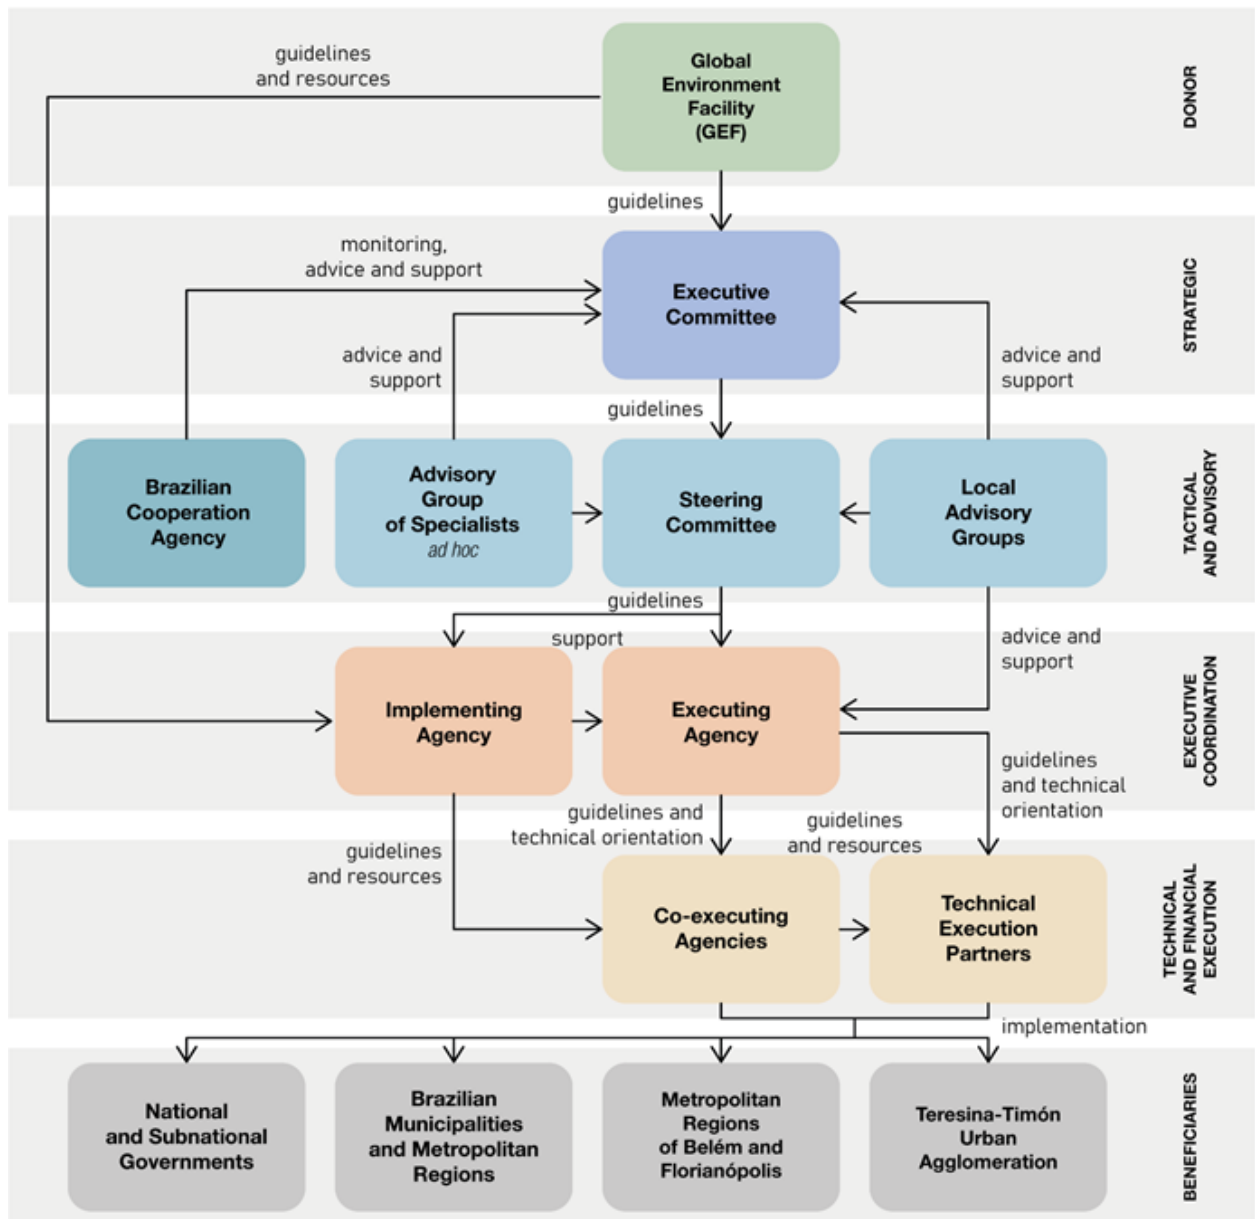 guidelines
and resources
Global
Environment
Facility
(GEF)
DONOR
guidelines
monitoring,
advice and support
Executive
Committee
STRATEGIC
advice and
support
advice and
support
guidelines
Brazilian
Cooperation
Agency
Advisory
Group
of Specialists
ad hoc
Steering
Committee
Local
Advisory
Groups
TACTICAL
AND ADVISORY
guidelines
support
advice and
support
Implementing
Agency
Executing
Agency
EXECUTIVE
COORDINATION
guidelines
and technical
orientation
guidelines and
technical orientation
guidelines
and resources
guidelines
and resources
Co-executing
Agencies
Technical
Execution
Partners
TECHNICAL
AND FINANCIAL
EXECUTION
implementation
National
and Subnational
Governments
Brazilian
Municipalities
and Metropolitan
Regions
Metropolitan
Regions
of Belém and
Florianópolis
Teresina-Timón
Urban
Agglomeration
BENEFICIARIES